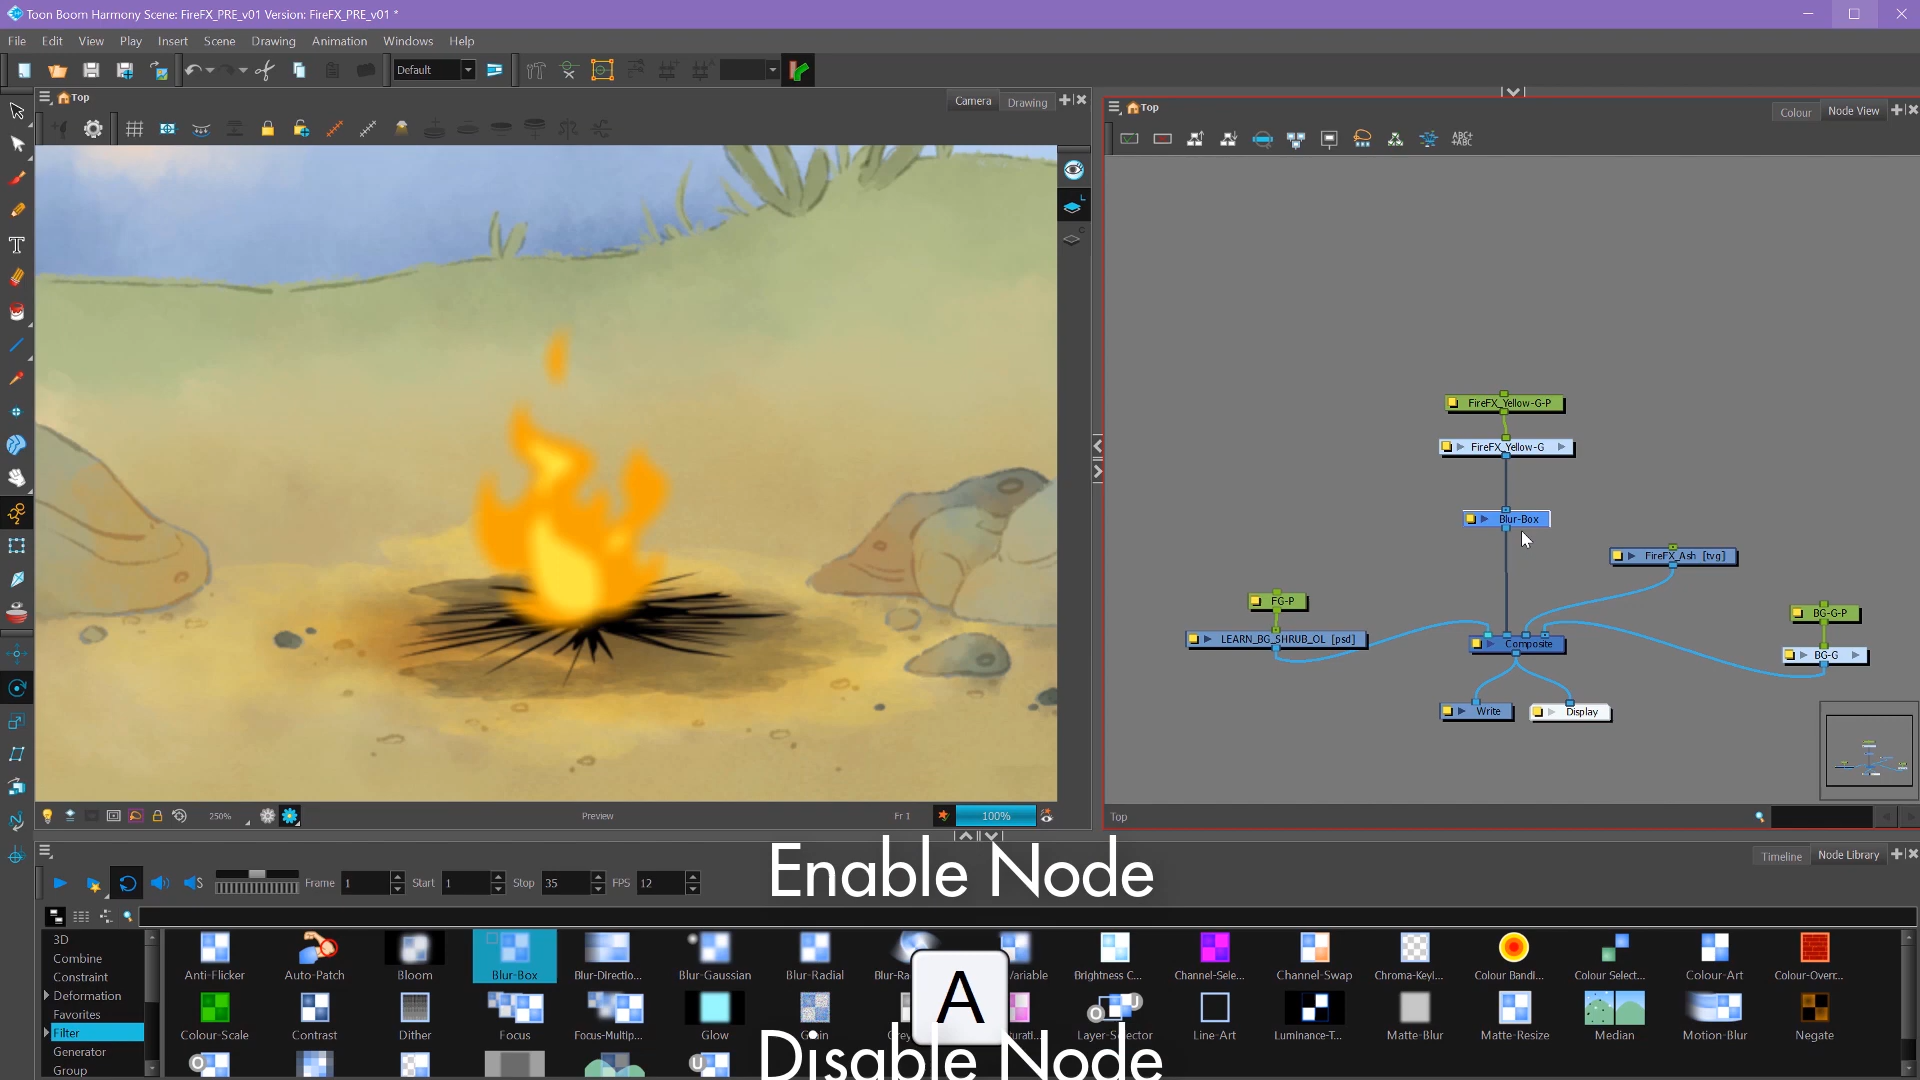 Toon Boom Harmony Scene: FireFX_PRE_v01 Version: FireFX_PRE_v01 *
File Edit View Play Insert Scene Drawing Animation Windows Help
Default
Top
Camera Drawing
Top
Colour Node View
ABC+
+ABC
FireFX_Yellow-G-P
FireFX_Yellow-G
Blur-Box
FireFX_Ash [tvg]
FG-P
LEARN_BG_SHRUB_OL [psd]
Composite
BG-G-P
BG-G
Write
Display
250%
Preview
Fr 1
100%
Top
Enable Node
Timeline Node Library
Frame 1 Start 1 Stop 35 FPS 12
3D
Combine
Constraint
Deformation
Favorites
Filter
Generator
Group
Anti-Flicker Auto-Patch Bloom Blur-Box Blur-Directio... Blur-Gaussian Blur-Radial Brightness C... Channel-Sele... Channel-Swap Chroma-Keyi... Colour Bandi... Colour Select... Colour-Art Colour-Overr...
Colour-Scale Contrast Dither Focus Focus-Multip... Glow Layer-Selector Line-Art Luminance-T... Matte-Blur Matte-Resize Median Motion-Blur Negate
A
Disable Node